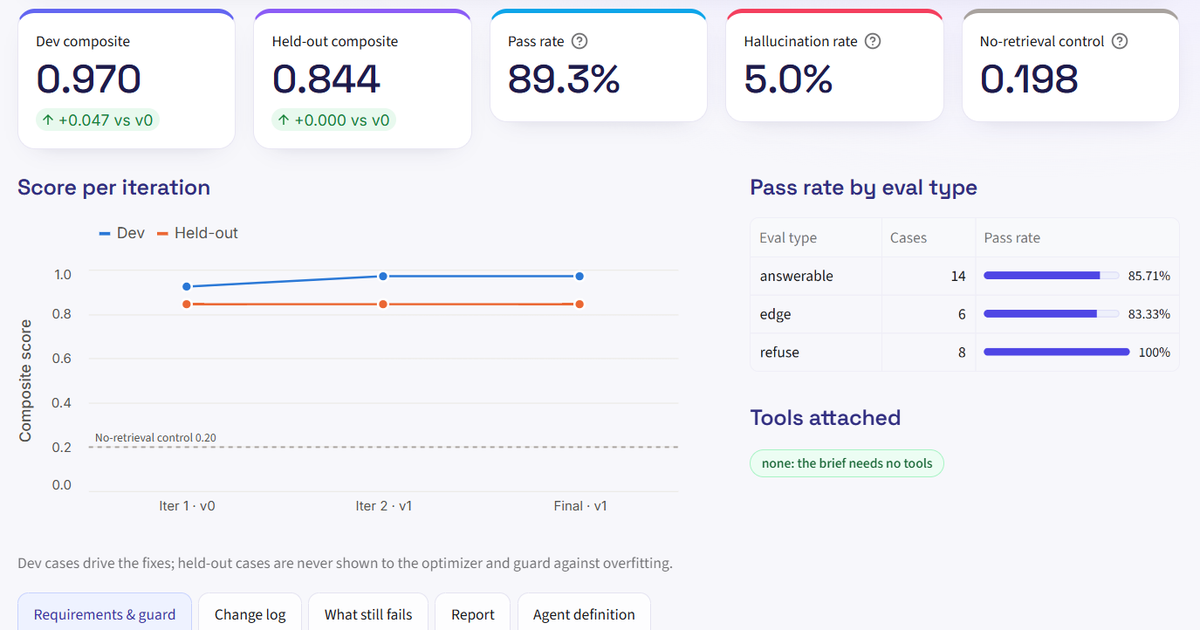 Dev composite
0.970
↑ +0.047 vs v0
Held-out composite
0.844
↑ +0.000 vs v0
Pass rate ?
89.3%
Hallucination rate ?
5.0%
No-retrieval control ?
0.198
Score per iteration
Dev Held-out
Composite score
1.0
0.8
0.6
0.4
0.2
0.0
No-retrieval control 0.20
Iter 1 · v0 Iter 2 · v1 Final · v1
Pass rate by eval type
Eval type Cases Pass rate
answerable 14 85.71%
edge 6 83.33%
refuse 8 100%
Tools attached
none: the brief needs no tools
Dev cases drive the fixes; held-out cases are never shown to the optimizer and guard against overfitting.
Requirements & guard Change log What still fails Report Agent definition